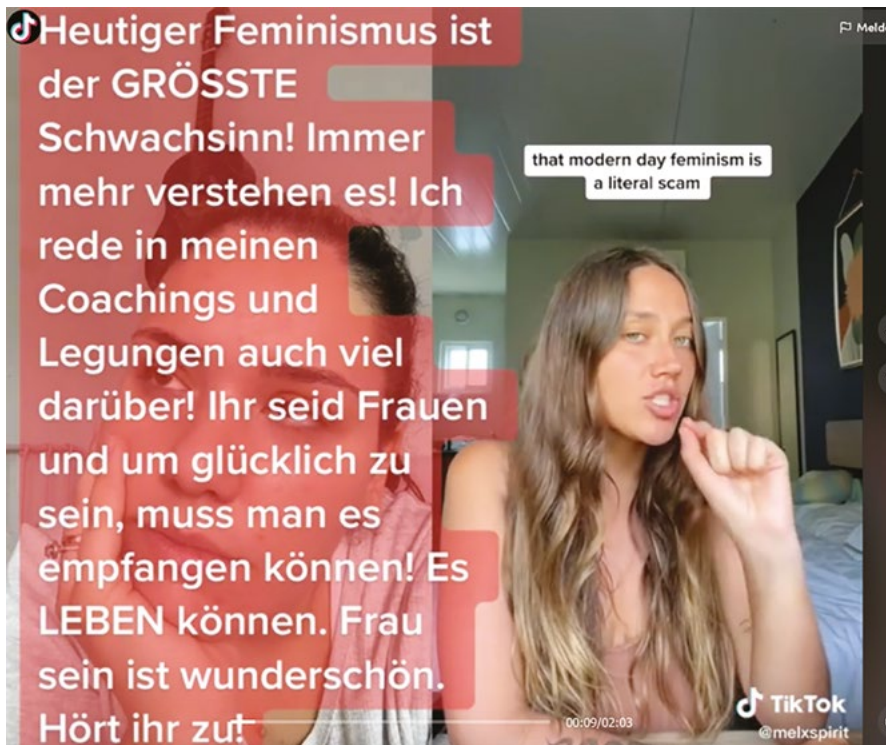 Heutiger Feminismus ist
der GRÖSSTE
Schwachsinn! Immer
mehr verstehen es! Ich
rede in meinen
Coachings und
Legungen auch viel
darüber! Ihr seid Frauen
und um glücklich zu
sein, muss man es
empfangen können! Es
LEBEN können. Frau
sein ist wunderschön.
Hört ihr zu!
that modern day feminism is
a literal scam
00:09/02:03
TikTok
@melxspirit